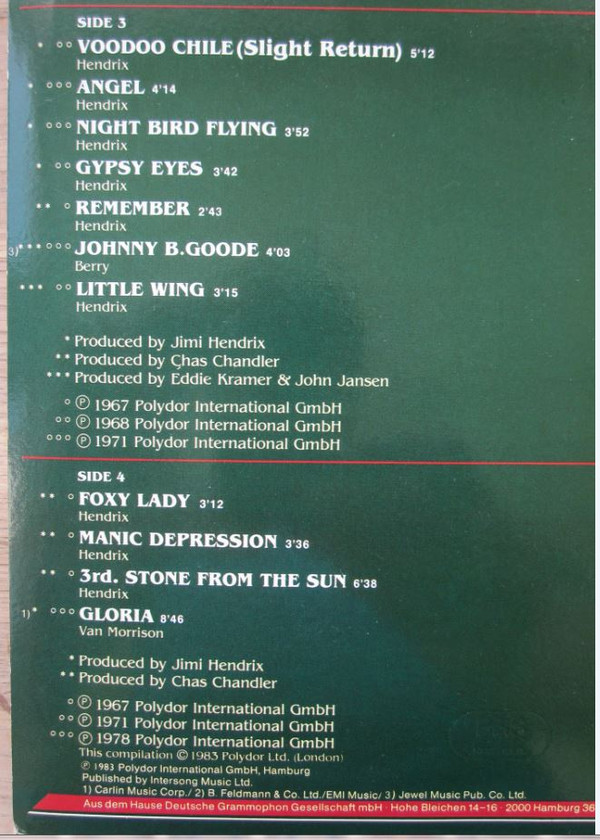 SIDE 3
* ○○ VOODOO CHILE (Slight Return) 5'12
Hendrix
* ○○○ ANGEL 4'14
Hendrix
* ○○○ NIGHT BIRD FLYING 3'52
Hendrix
* ○○ GYPSY EYES 3'42
Hendrix
** ○ REMEMBER 2'43
Hendrix
3)*** ○○○ JOHNNY B.GOODE 4'03
Berry
*** ○○ LITTLE WING 3'15
Hendrix
* Produced by Jimi Hendrix
** Produced by Chas Chandler
*** Produced by Eddie Kramer & John Jansen
○ Ⓟ 1967 Polydor International GmbH
○○ Ⓟ 1968 Polydor International GmbH
○○○ Ⓟ 1971 Polydor International GmbH
SIDE 4
** ○ FOXY LADY 3'12
Hendrix
** ○ MANIC DEPRESSION 3'36
Hendrix
** ○ 3rd. STONE FROM THE SUN 6'38
Hendrix
1)* ○○○ GLORIA 8'46
Van Morrison
* Produced by Jimi Hendrix
** Produced by Chas Chandler
○ Ⓟ 1967 Polydor International GmbH
○○ Ⓟ 1971 Polydor International GmbH
○○○ Ⓟ 1978 Polydor International GmbH
This compilation © 1983 Polydor Ltd. (London)
Ⓟ 1983 Polydor International GmbH, Hamburg
Published by Intersong Music Ltd.
1) Carlin Music Corp./ 2) B. Feldmann & Co. Ltd./EMI Music/ 3) Jewel Music Pub. Co. Ltd.
Aus dem Hause Deutsche Grammophon Gesellschaft mbH · Hohe Bleichen 14-16 · 2000 Hamburg 36